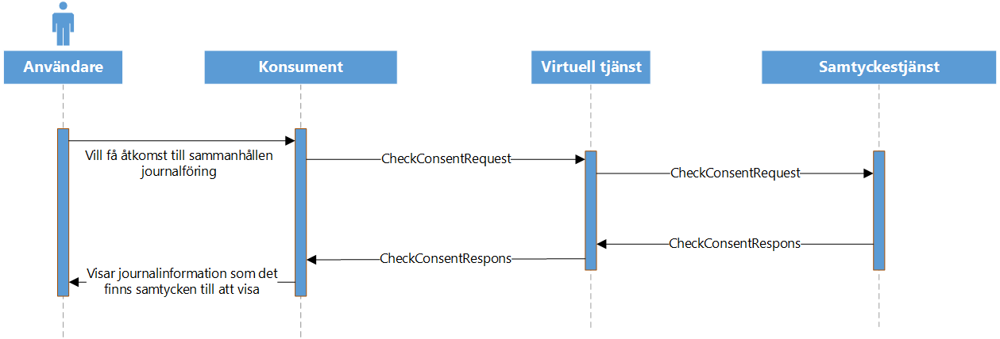 Användare
Konsument
Virtuell tjänst
Samtyckestjänst
Vill få åtkomst till sammanhållen
journalföring
CheckConsentRequest
CheckConsentRequest
CheckConsentRespons
CheckConsentRespons
Visar journalinformation som det
finns samtycken till att visa